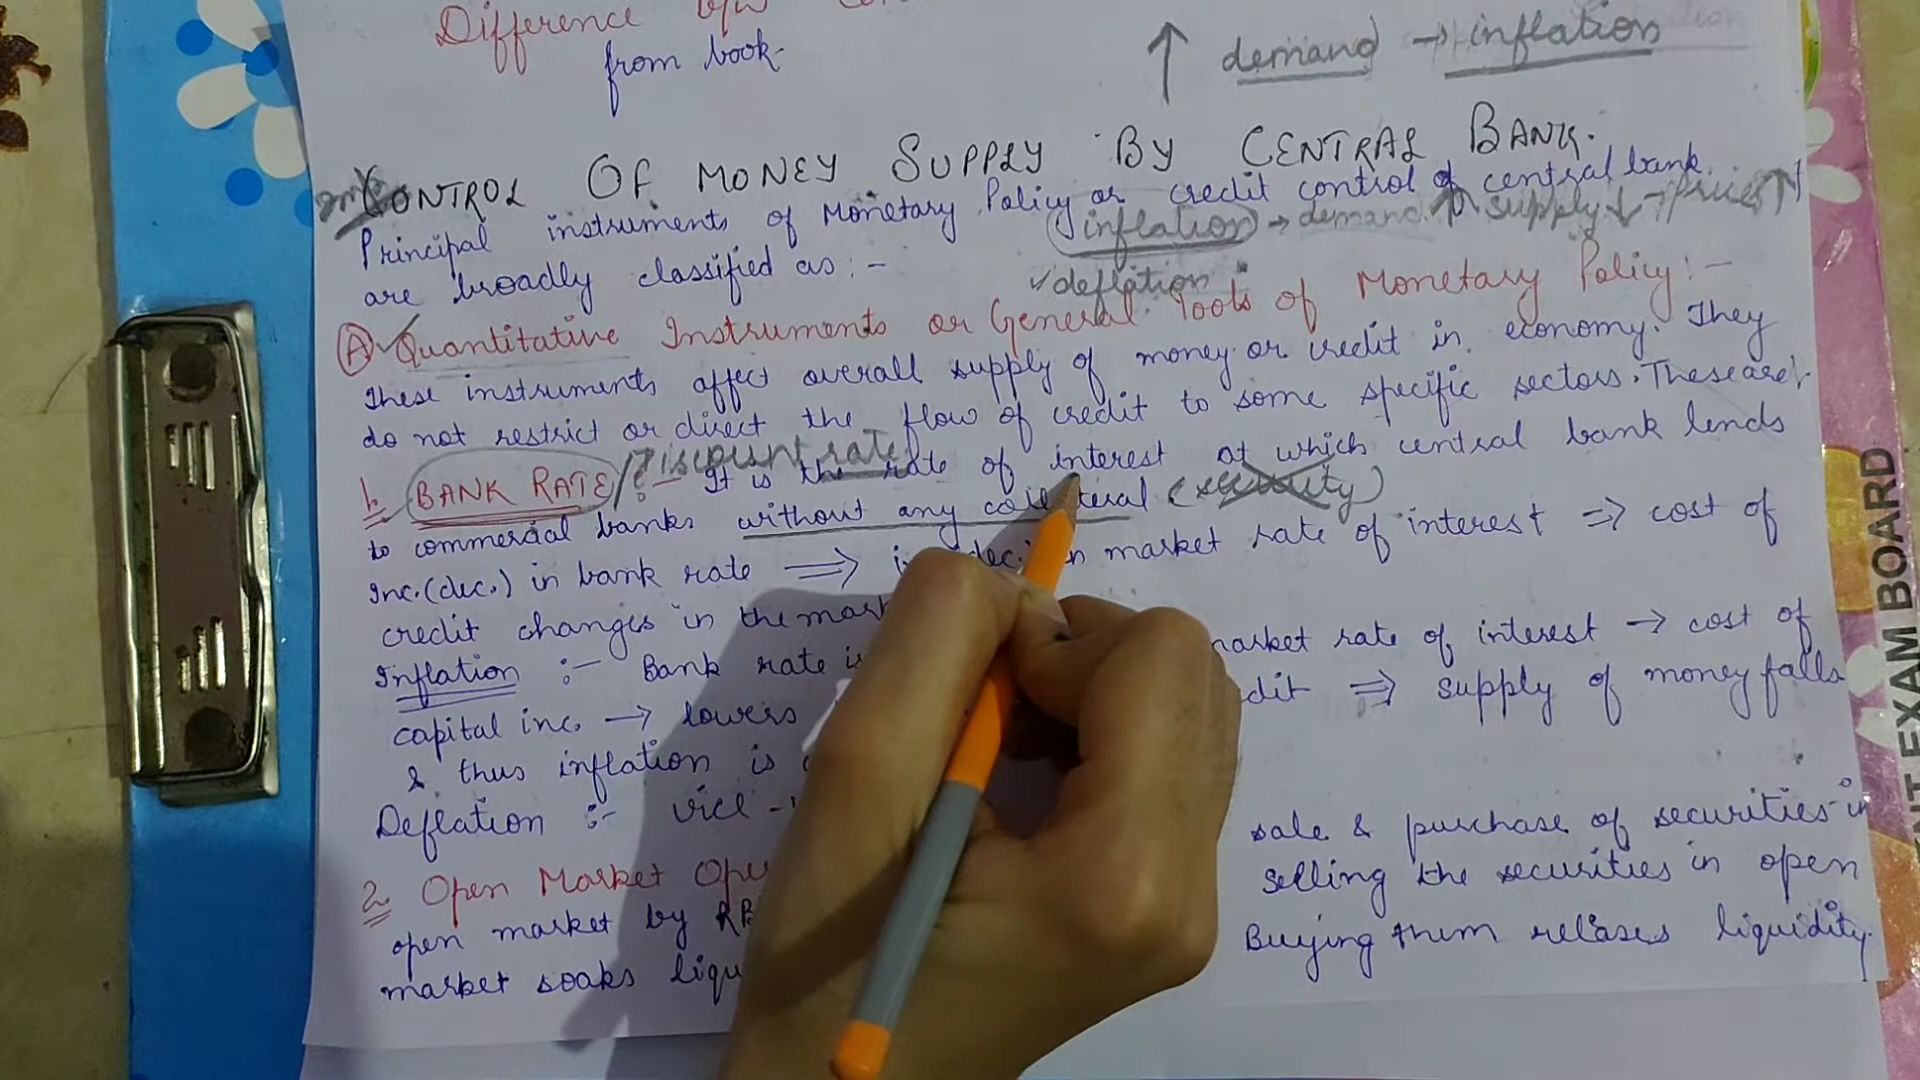 Difference b/w
from book.
↑ demand → inflation
CONTROL OF MONEY SUPPLY BY CENTRAL BANK.
Principal instruments of Monetary Policy or credit control of central bank
inflation → demand ↑ supply ↓ → prices ↑
are broadly classified as :-
✓deflation
(A) Quantitative Instruments or General Tools of Monetary Policy :-
These instruments affect overall supply of money or credit in economy. They
do not restrict or direct the flow of credit to some specific sectors. These are
1. BANK RATE/Discount rate :- It is the rate of interest at which central bank lends
to commercial banks without any collateral (security)
Inc.(dec.) in bank rate ⇒ dec. in market rate of interest ⇒ cost of
credit changes in the
Inflation :- Bank rate market rate of interest → cost of
capital inc. → lowers ⇒ supply of money falls
& thus inflation is
Deflation :- vice-
2. Open Market sale & purchase of securities in
open market by selling the securities in open
market soaks Buying them relases liquidity.
EXAM BOARD